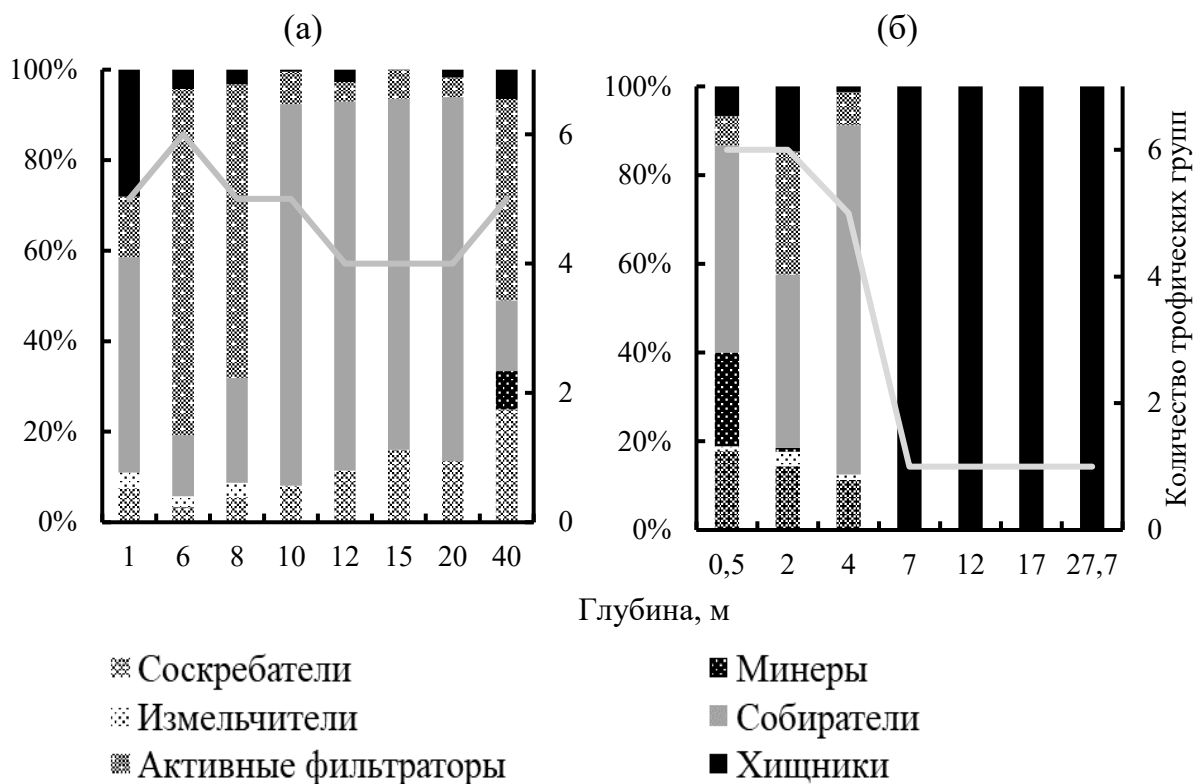 (а)
(б)
100%
80%
60%
40%
20%
0%
6
4
2
0
1 6 8 10 12 15 20 40
100%
80%
60%
40%
20%
0%
6
4
2
0
Количество трофических групп
0,5 2 4 7 12 17 27,7
Глубина, м
Соскребатели
Минеры
Измельчители
Собиратели
Активные фильтраторы
Хищники